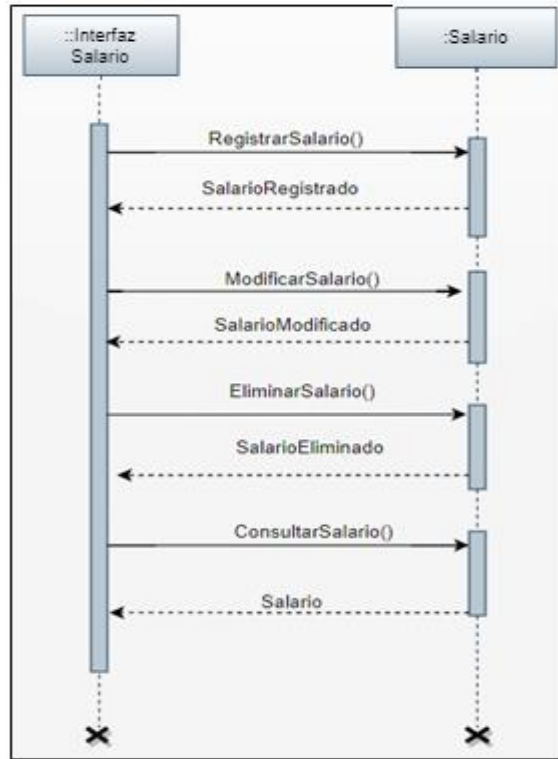 ::Interfaz
Salario
:Salario
RegistrarSalario()
SalarioRegistrado
ModificarSalario()
SalarioModificado
EliminarSalario()
SalarioEliminado
ConsultarSalario()
Salario